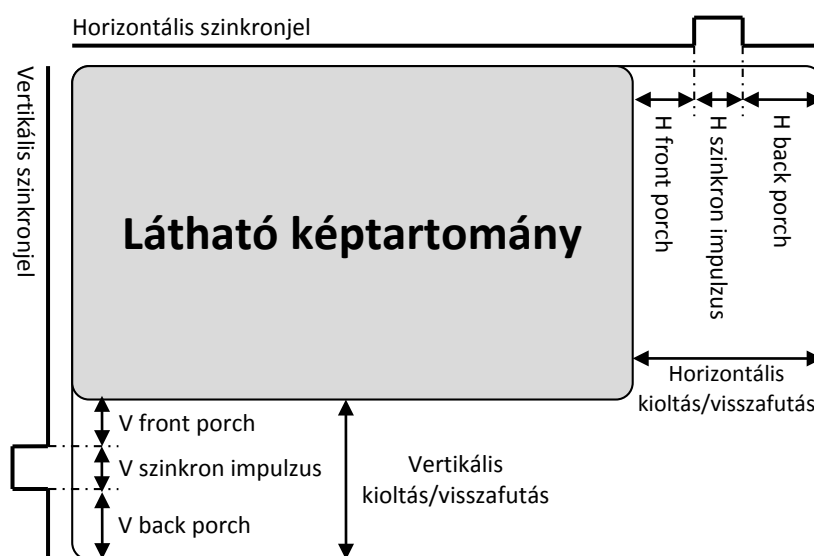 Horizontális szinkronjel
Vertikális szinkronjel
Látható képtartomány
H front porch
H szinkron impulzus
H back porch
Horizontális
kioltás/visszafutás
V front porch
V szinkron impulzus
V back porch
Vertikális
kioltás/visszafutás